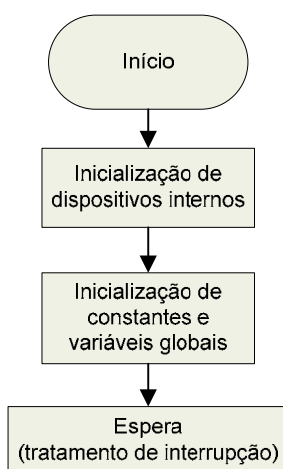 Início
Inicialização de
dispositivos internos
Inicialização de
constantes e
variáveis globais
Espera
(tratamento de interrupção)